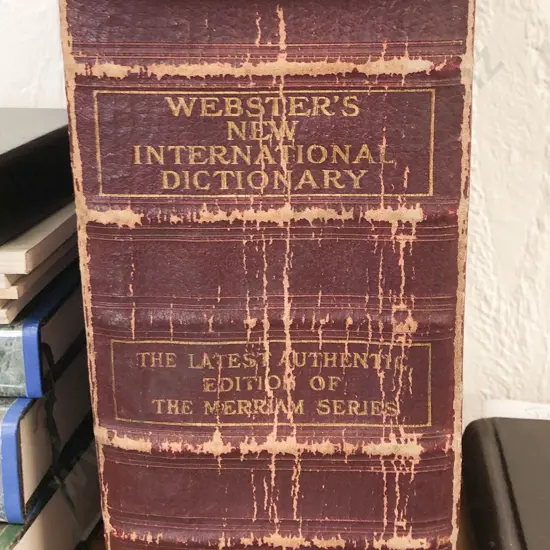 WEBSTER'S
NEW
INTERNATIONAL
DICTIONARY
THE LATEST AUTHENTIC
EDITION OF
THE MERRIAM SERIES